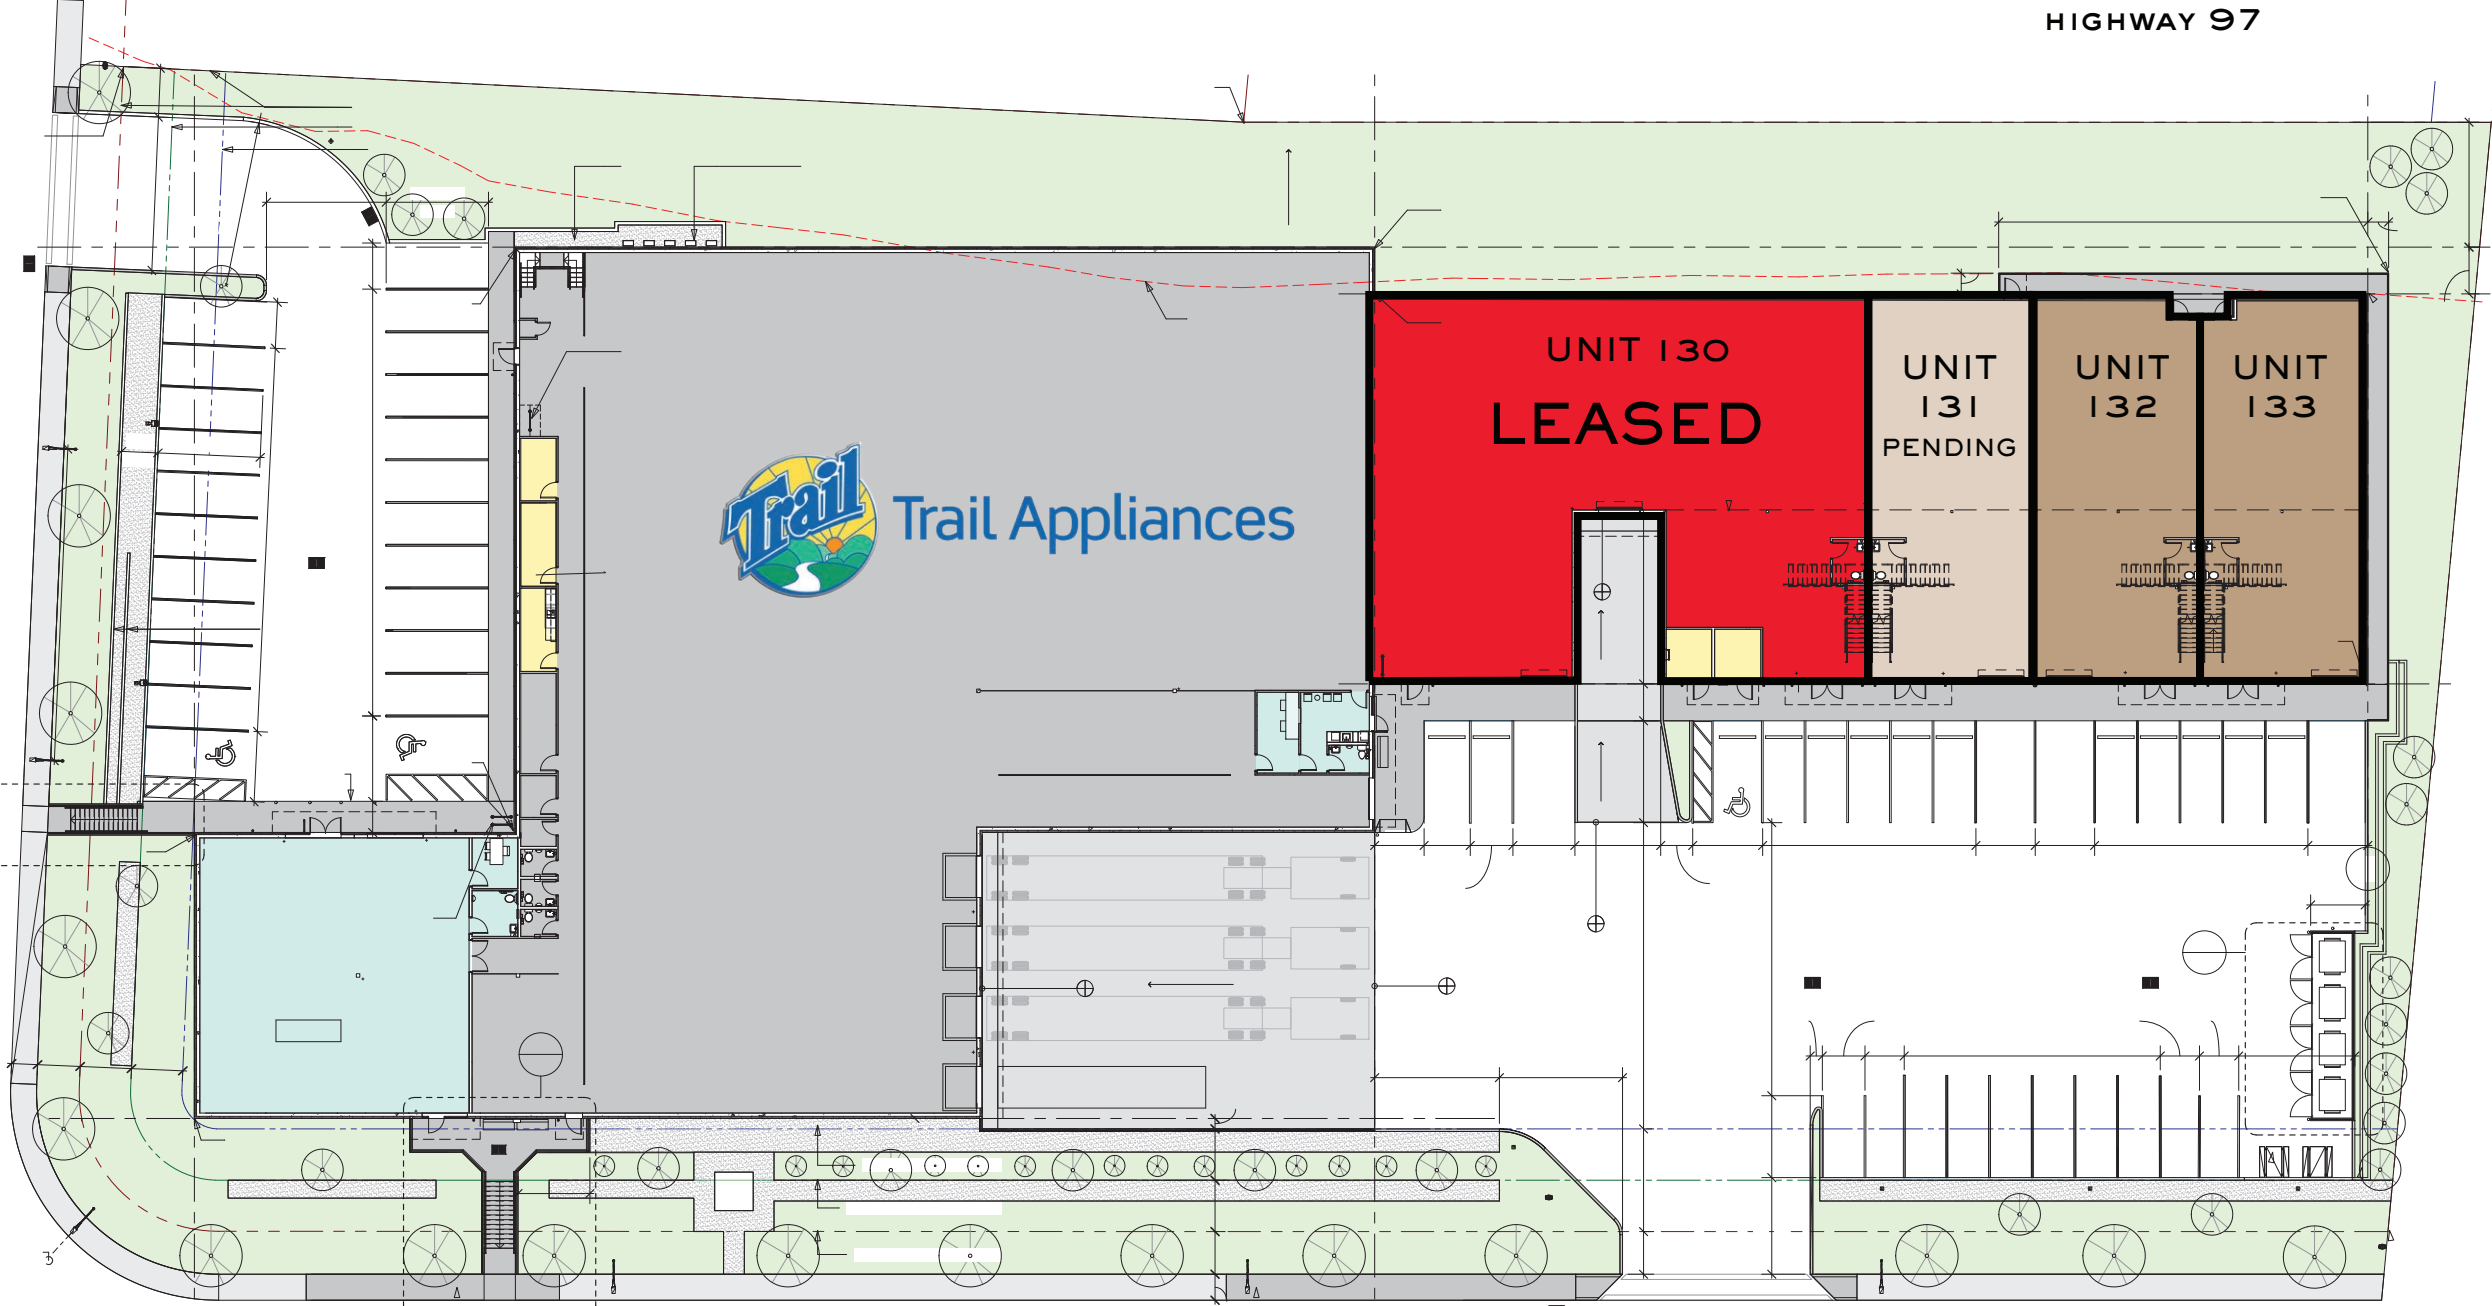 HIGHWAY 97
UNIT 130
LEASED
UNIT
131
PENDING
UNIT
132
UNIT
133
Trail
Trail Appliances